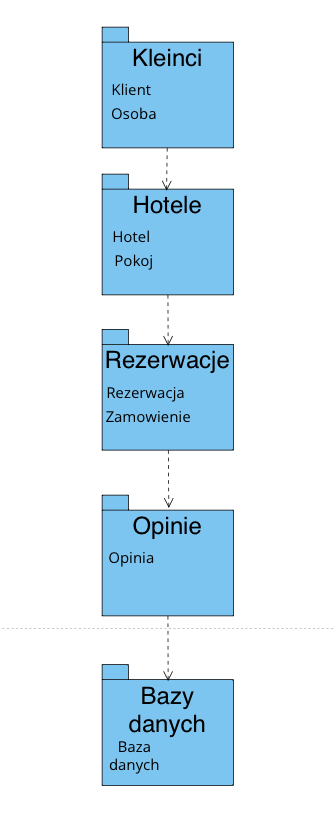 Kleinci
Klient
Osoba
Hotele
Hotel
Pokoj
Rezerwacje
Rezerwacja
Zamowienie
Opinie
Opinia
Bazy
danych
Baza
danych